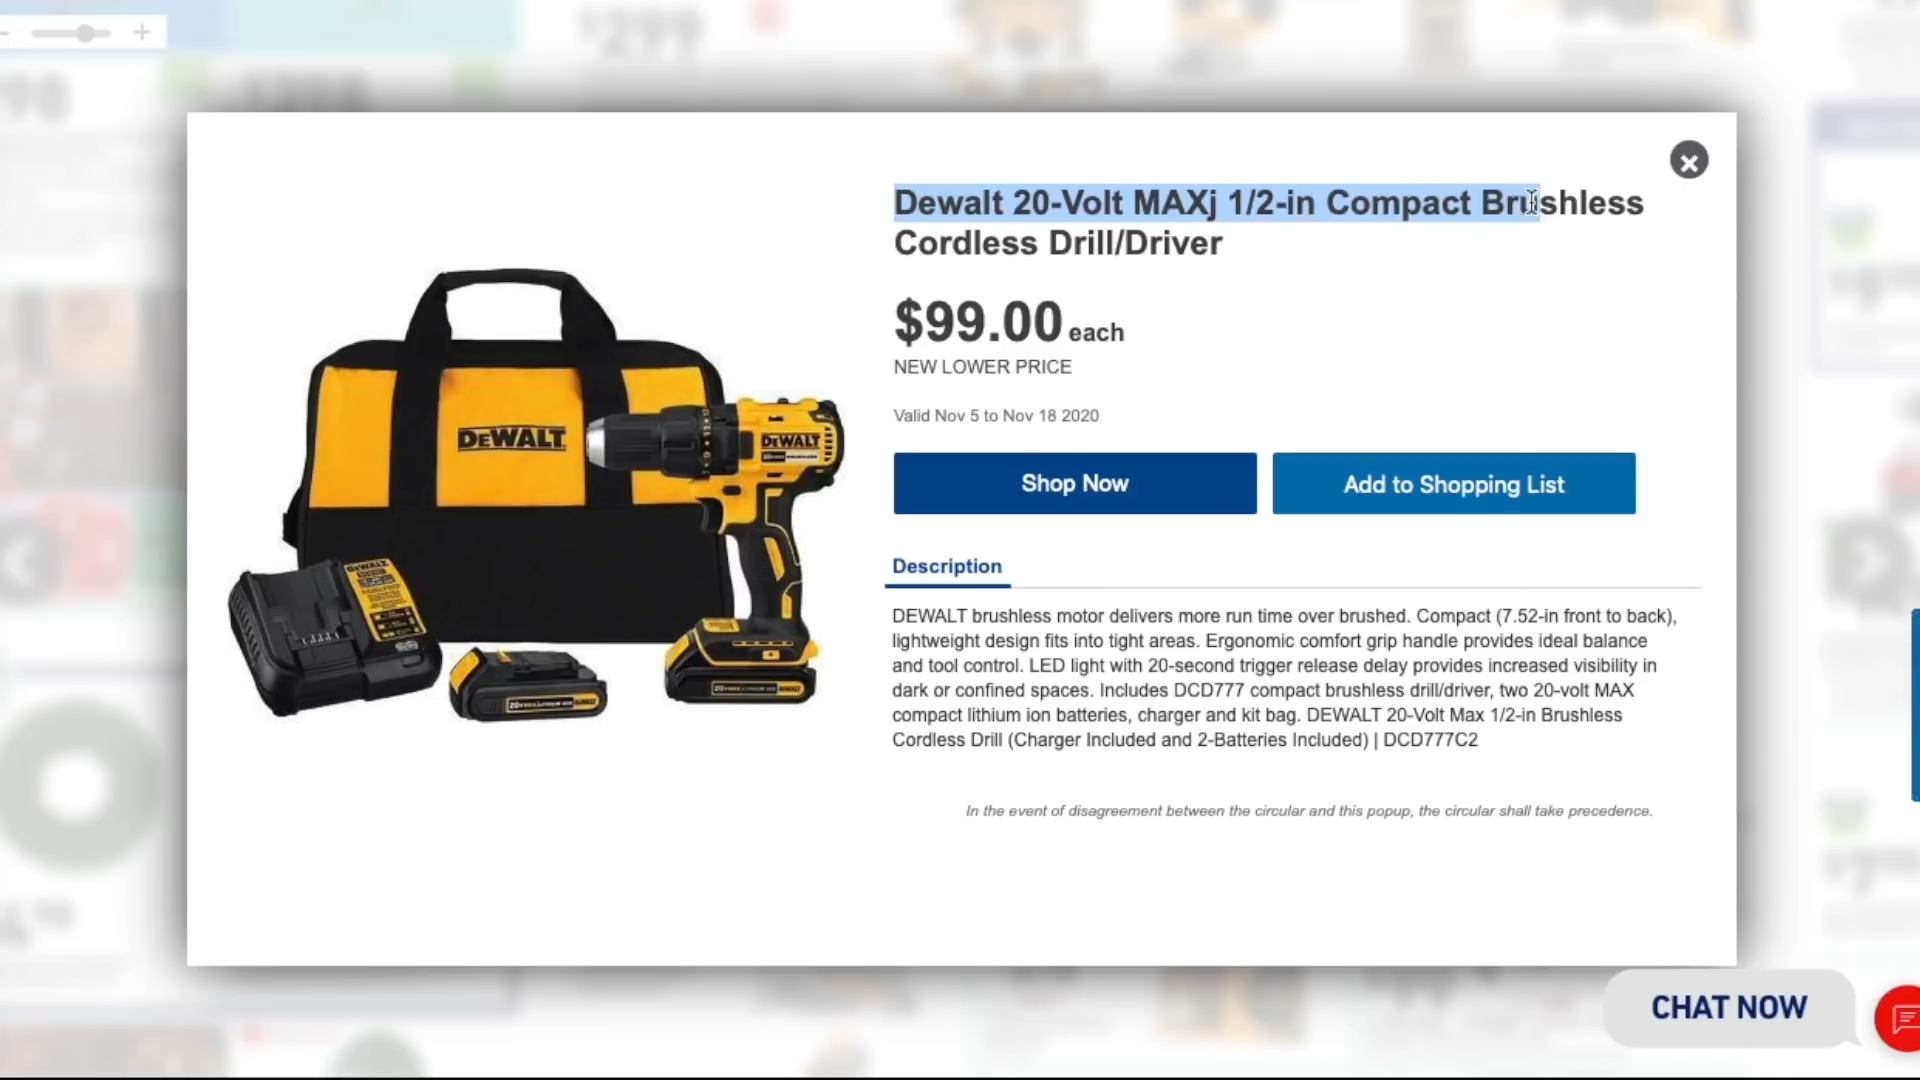 $299
Dewalt 20-Volt MAXj 1/2-in Compact Brushless
Cordless Drill/Driver
$99.00 each
NEW LOWER PRICE
Valid Nov 5 to Nov 18 2020
Shop Now
Add to Shopping List
Description
DEWALT brushless motor delivers more run time over brushed. Compact (7.52-in front to back),
lightweight design fits into tight areas. Ergonomic comfort grip handle provides ideal balance
and tool control. LED light with 20-second trigger release delay provides increased visibility in
dark or confined spaces. Includes DCD777 compact brushless drill/driver, two 20-volt MAX
compact lithium ion batteries, charger and kit bag. DEWALT 20-Volt Max 1/2-in Brushless
Cordless Drill (Charger Included and 2-Batteries Included) | DCD777C2
In the event of disagreement between the circular and this popup, the circular shall take precedence.
DEWALT
DEWALT
DEWALT
CHAT NOW